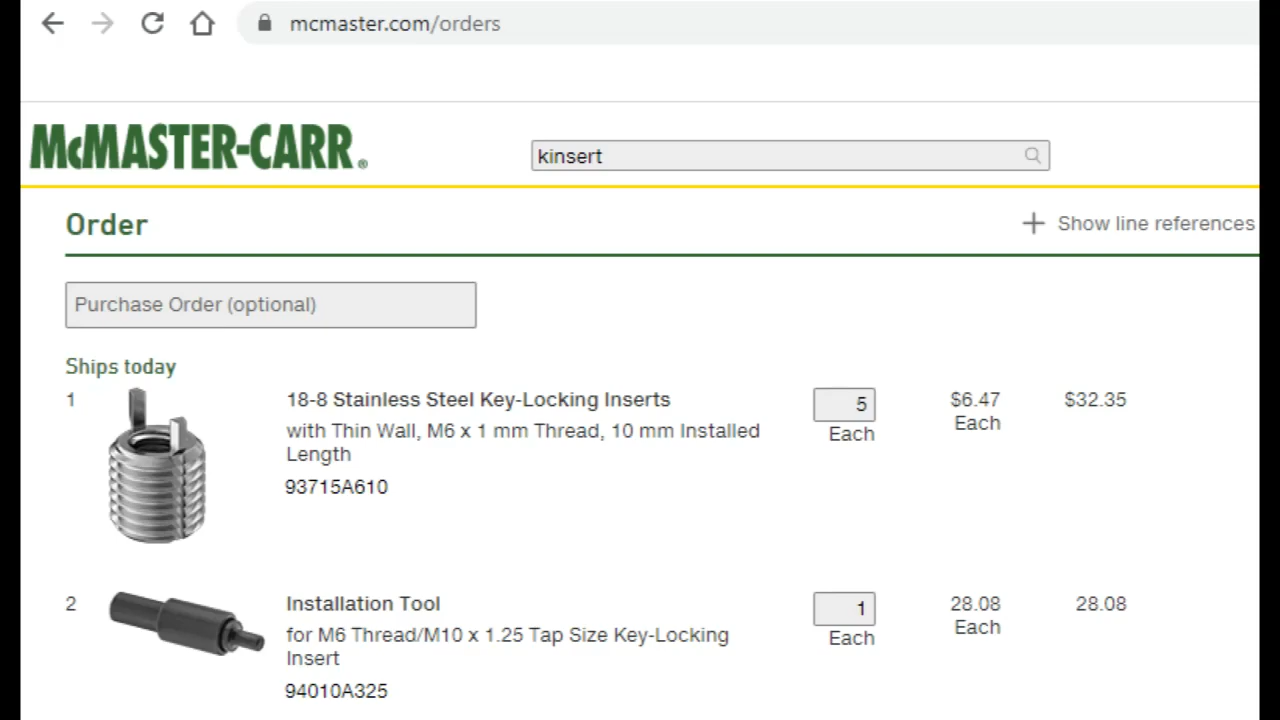 mcmaster.com/orders
McMASTER-CARR®
kinsert
Order
Show line references
Purchase Order (optional)
Ships today
1
18-8 Stainless Steel Key-Locking Inserts
5
$6.47
$32.35
with Thin Wall, M6 x 1 mm Thread, 10 mm Installed
Each
Each
Length
93715A610
2
Installation Tool
1
28.08
28.08
for M6 Thread/M10 x 1.25 Tap Size Key-Locking
Each
Each
Insert
94010A325